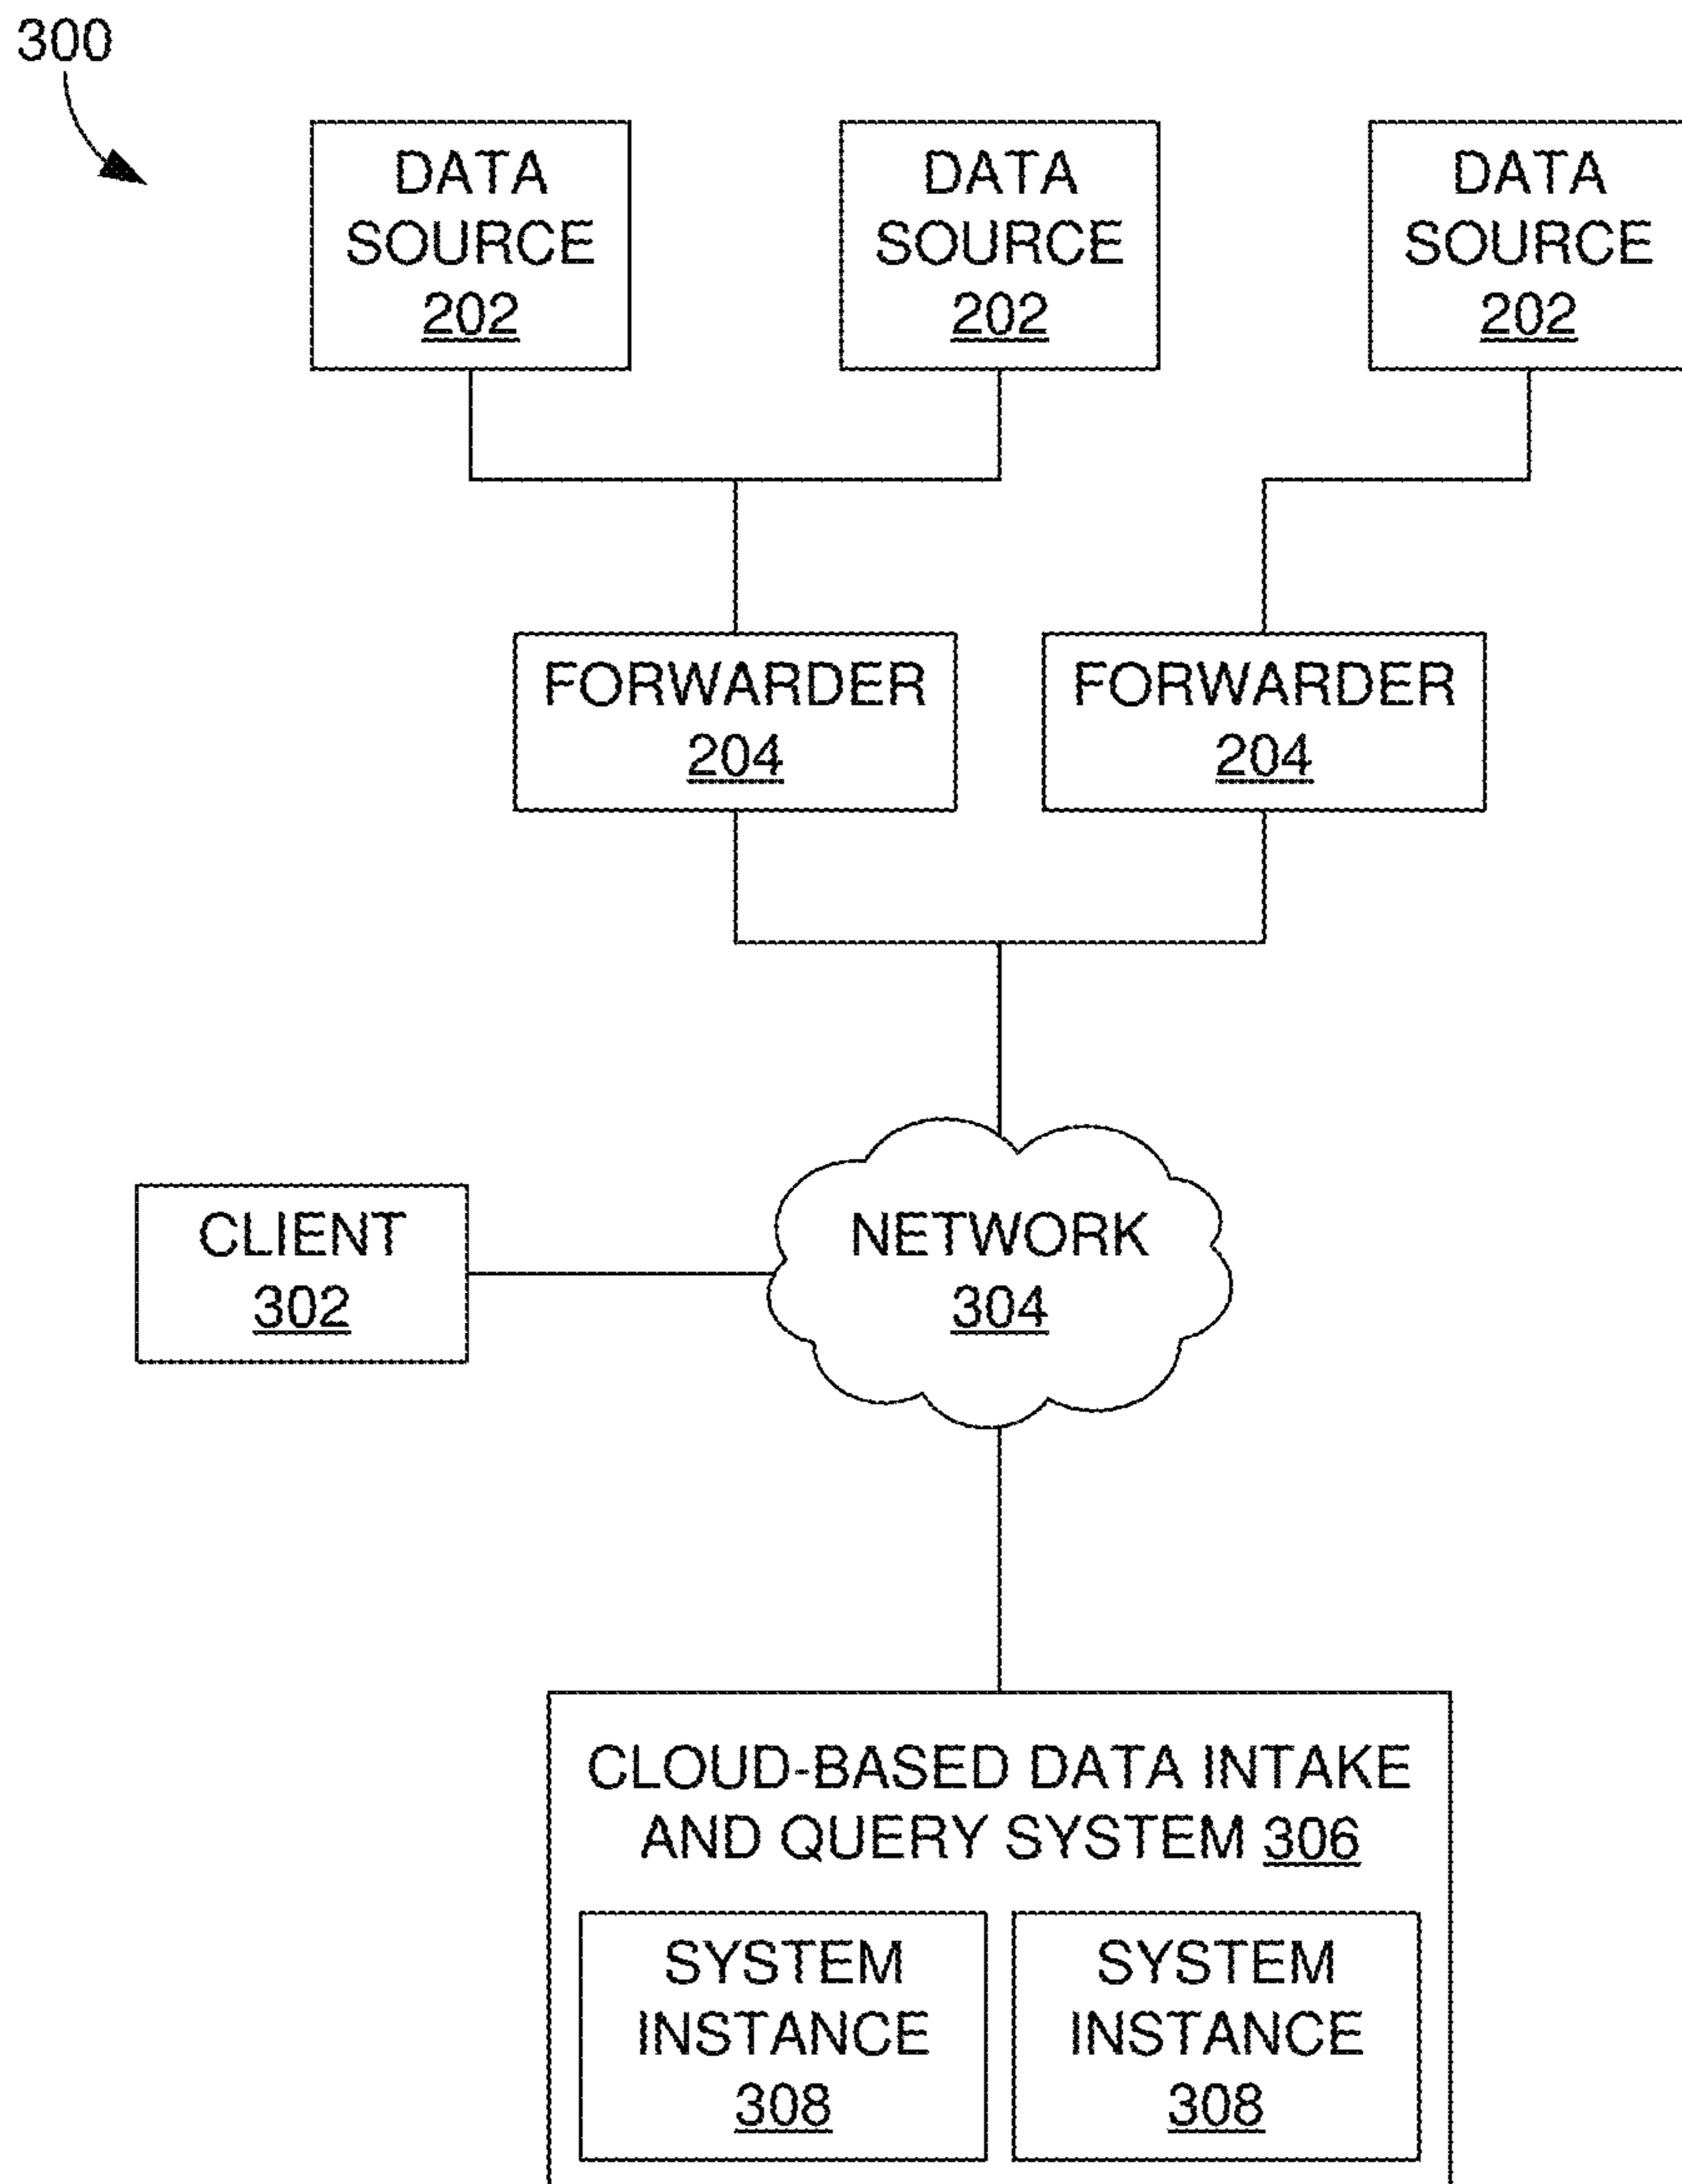 300
DATA
SOURCE
202
DATA
SOURCE
202
DATA
SOURCE
202
FORWARDER
204
FORWARDER
204
CLIENT
302
NETWORK
304
CLOUD-BASED DATA INTAKE
AND QUERY SYSTEM 306
SYSTEM
INSTANCE
308
SYSTEM
INSTANCE
308